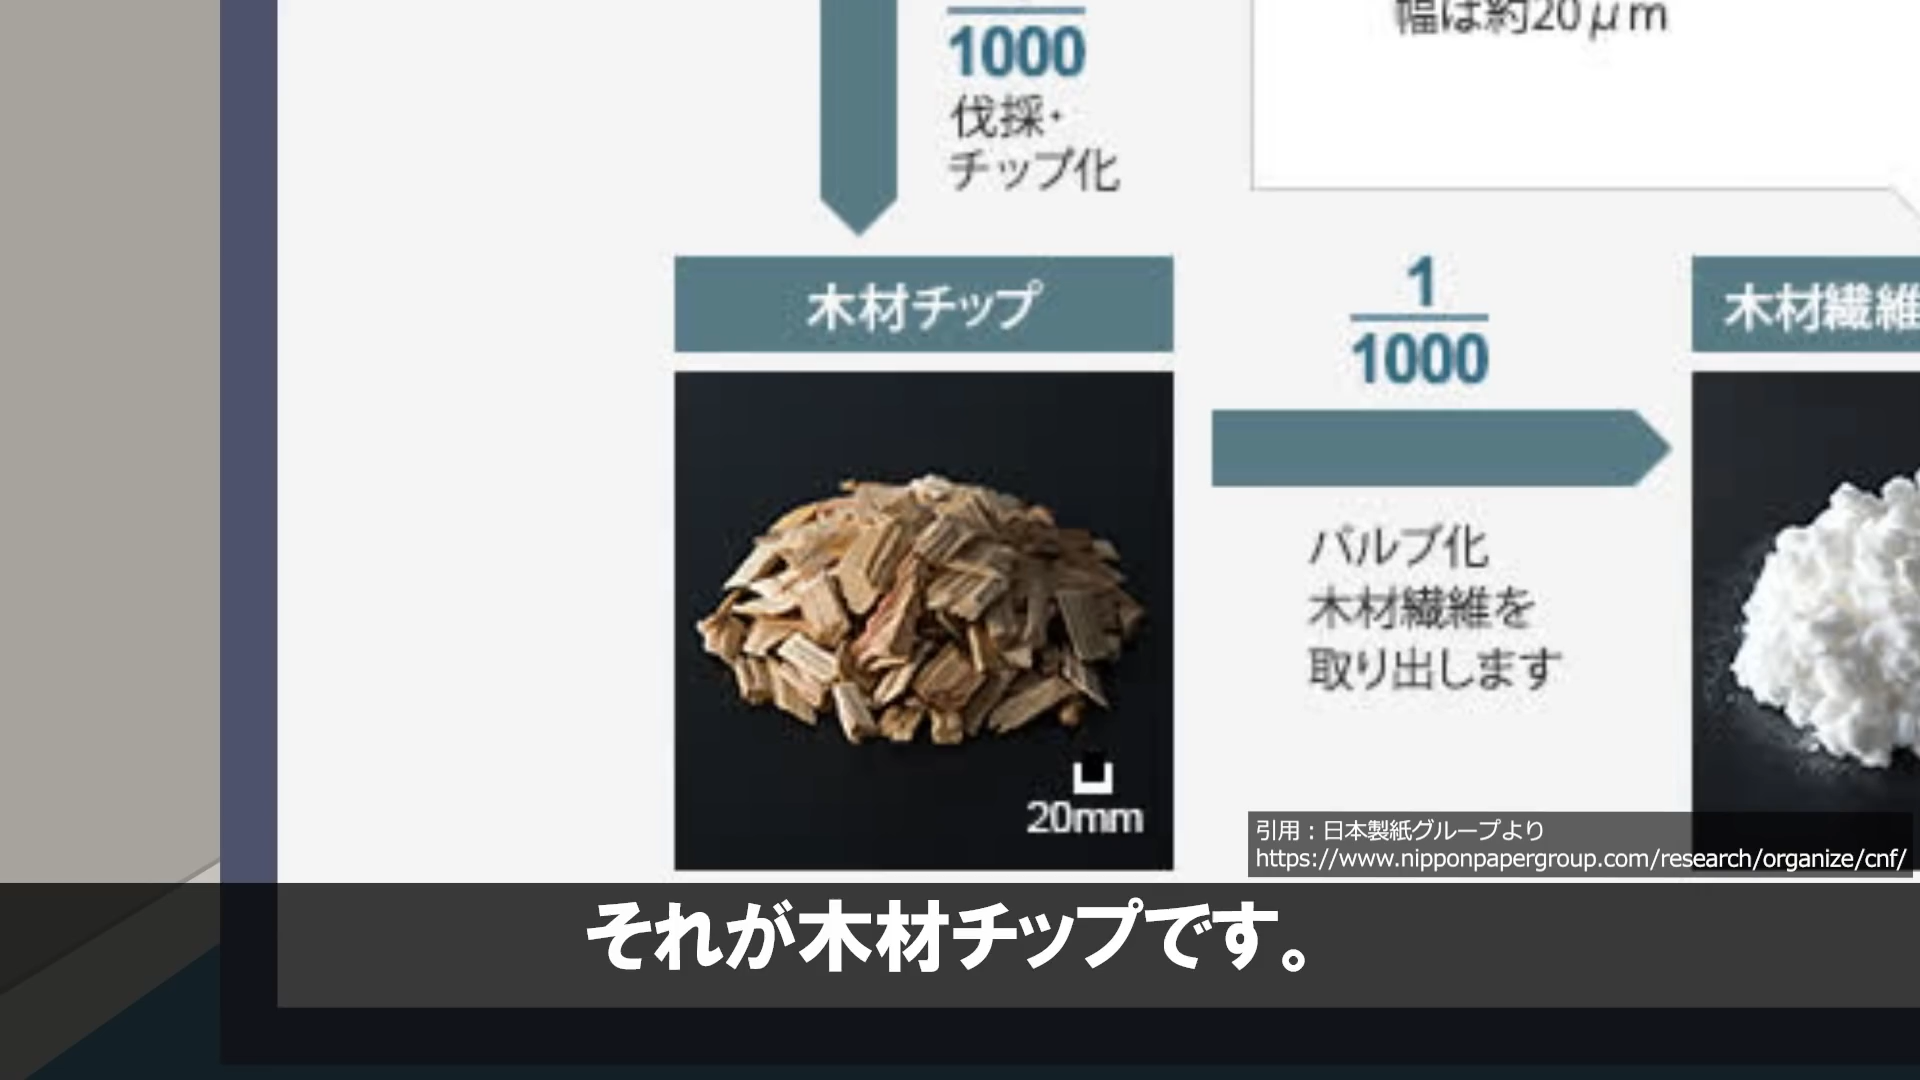 幅は約20μm
1000
伐採・
チップ化
木材チップ
1
1000
木材繊維
パルプ化
木材繊維を
取り出します
20mm
引用：日本製紙グループより
https://www.nipponpapergroup.com/research/organize/cnf/
それが木材チップです。